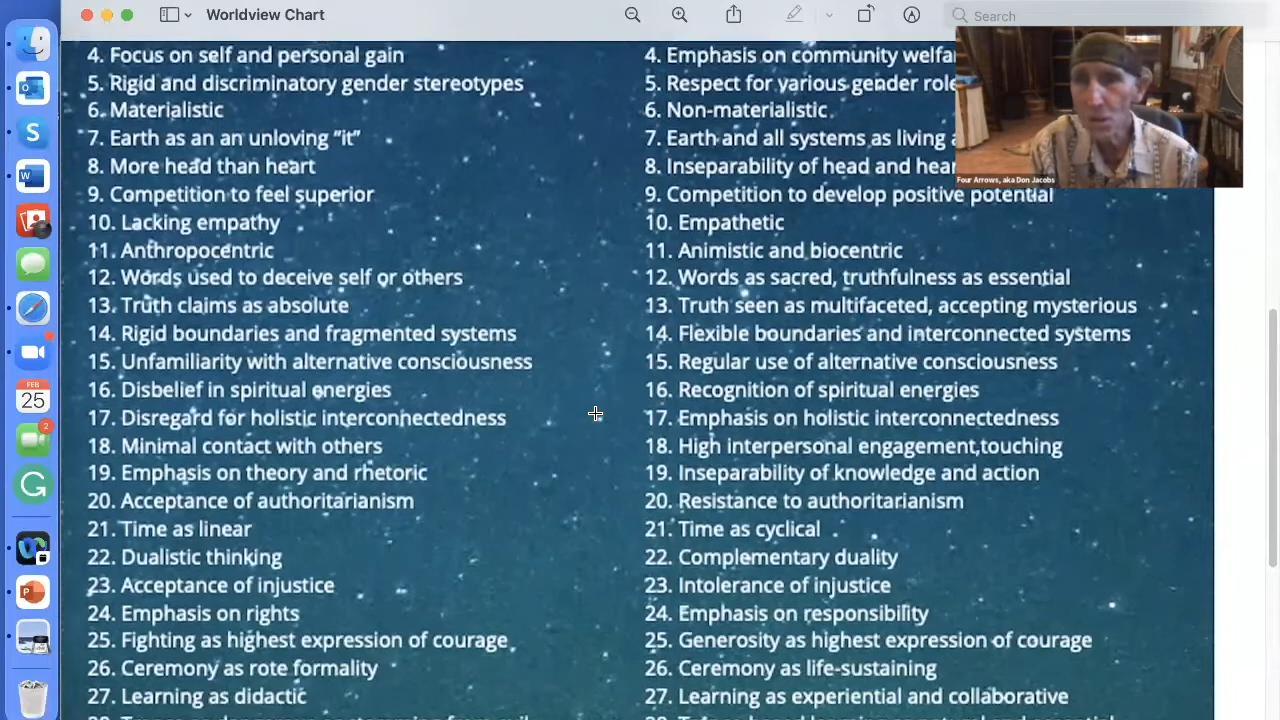 Worldview Chart
Search
4. Focus on self and personal gain
5. Rigid and discriminatory gender stereotypes
6. Materialistic
7. Earth as an an unloving "it"
8. More head than heart
9. Competition to feel superior
10. Lacking empathy
11. Anthropocentric
12. Words used to deceive self or others
13. Truth claims as absolute
14. Rigid boundaries and fragmented systems
15. Unfamiliarity with alternative consciousness
16. Disbelief in spiritual energies
17. Disregard for holistic interconnectedness
18. Minimal contact with others
19. Emphasis on theory and rhetoric
20. Acceptance of authoritarianism
21. Time as linear
22. Dualistic thinking
23. Acceptance of injustice
24. Emphasis on rights
25. Fighting as highest expression of courage
26. Ceremony as rote formality
27. Learning as didactic
4. Emphasis on community
5. Respect for various gender
6. Non-materialistic
7. Earth and all systems as living
8. Inseparability of head and
9. Competition to develop positive potential
10. Empathetic
11. Animistic and biocentric
12. Words as sacred, truthfulness as essential
13. Truth seen as multifaceted, accepting mysterious
14. Flexible boundaries and interconnected systems
15. Regular use of alternative consciousness
16. Recognition of spiritual energies
17. Emphasis on holistic interconnectedness
18. High interpersonal engagement,touching
19. Inseparability of knowledge and action
20. Resistance to authoritarianism
21. Time as cyclical
22. Complementary duality
23. Intolerance of injustice
24. Emphasis on responsibility
25. Generosity as highest expression of courage
26. Ceremony as life-sustaining
27. Learning as experiential and collaborative
Four Arrows, aka Don Jacobs
FEB
25
2